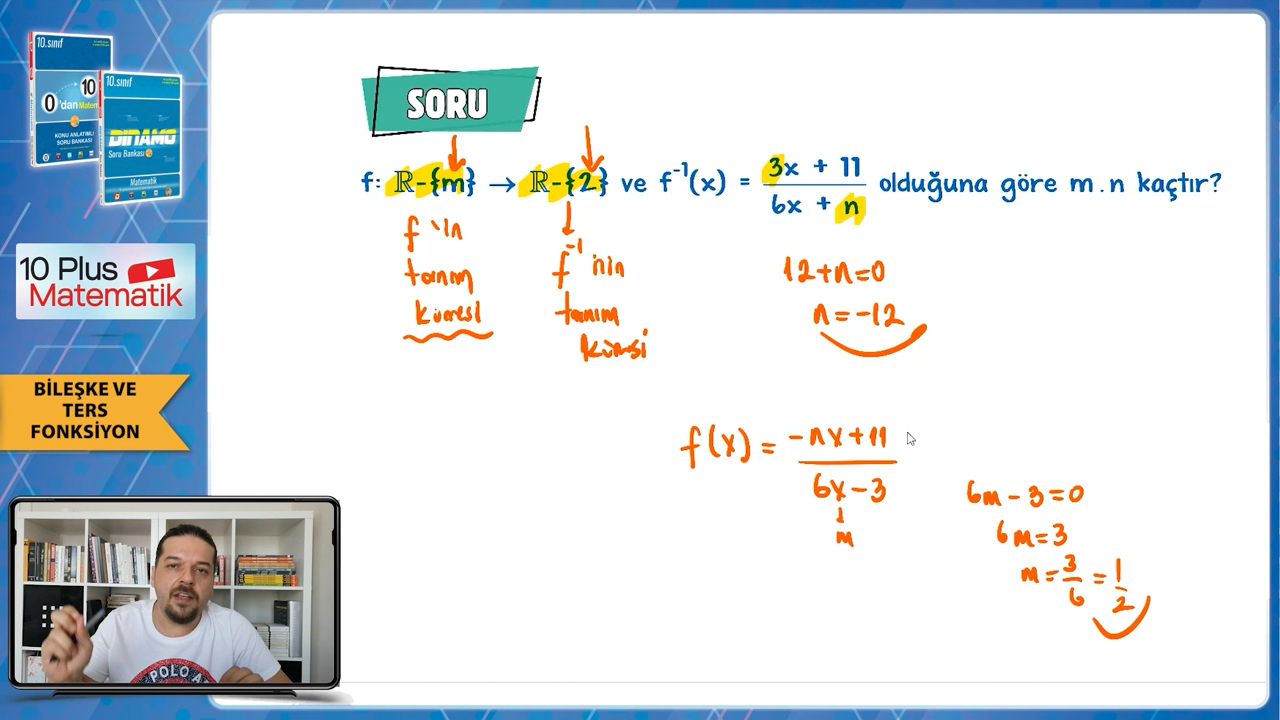 10.sınıf
0'dan
10
Matem
KONU ANLATIMLI
SORU BANKASI
10.sınıf
DİNAMO
Soru Bankası
Matematik
10 Plus
Matematik
BİLEŞKE VE
TERS
FONKSİYON
SORU
f: ℝ-{m} → ℝ-{2} ve f⁻¹(x) = (3x + 11)/(6x + n) olduğuna göre m.n kaçtır?
f 'in
tanım
kümesi
f⁻¹ 'nin
tanım
kümesi
12+n=0
n=-12
f(x) = (-nx+11)/(6x-3)
m
6m-3=0
6m=3
m=3/6=1/2
POLO A